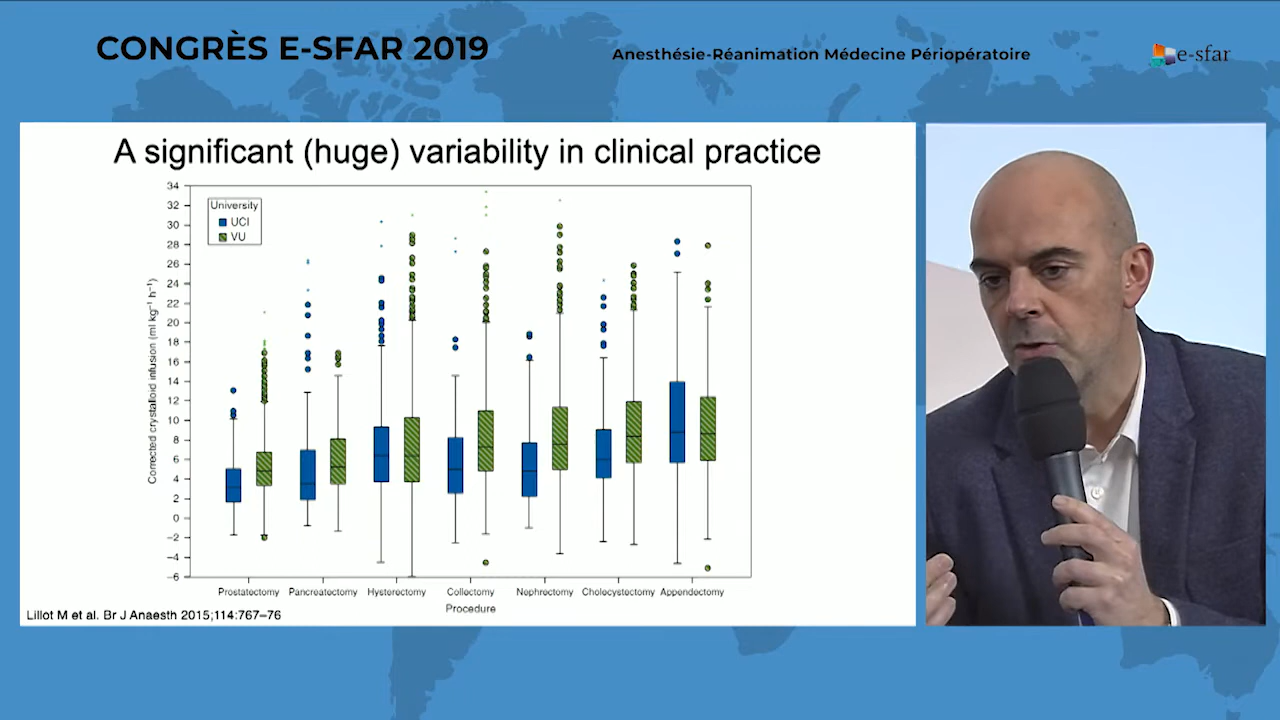 CONGRÈS E-SFAR 2019
Anesthésie-Réanimation Médecine Périopératoire
e-sfar
A significant (huge) variability in clinical practice
University
UCI
VU
Corrected crystalloid infusion (ml kg⁻¹ h⁻¹)
34
32
30
28
26
24
22
20
18
16
14
12
10
8
6
4
2
0
−2
−4
−6
Prostatectomy Pancreatectomy Hysterectomy Collectomy Nephrectomy Cholecystectomy Appendectomy
Procedure
Lillot M et al. Br J Anaesth 2015;114:767–76